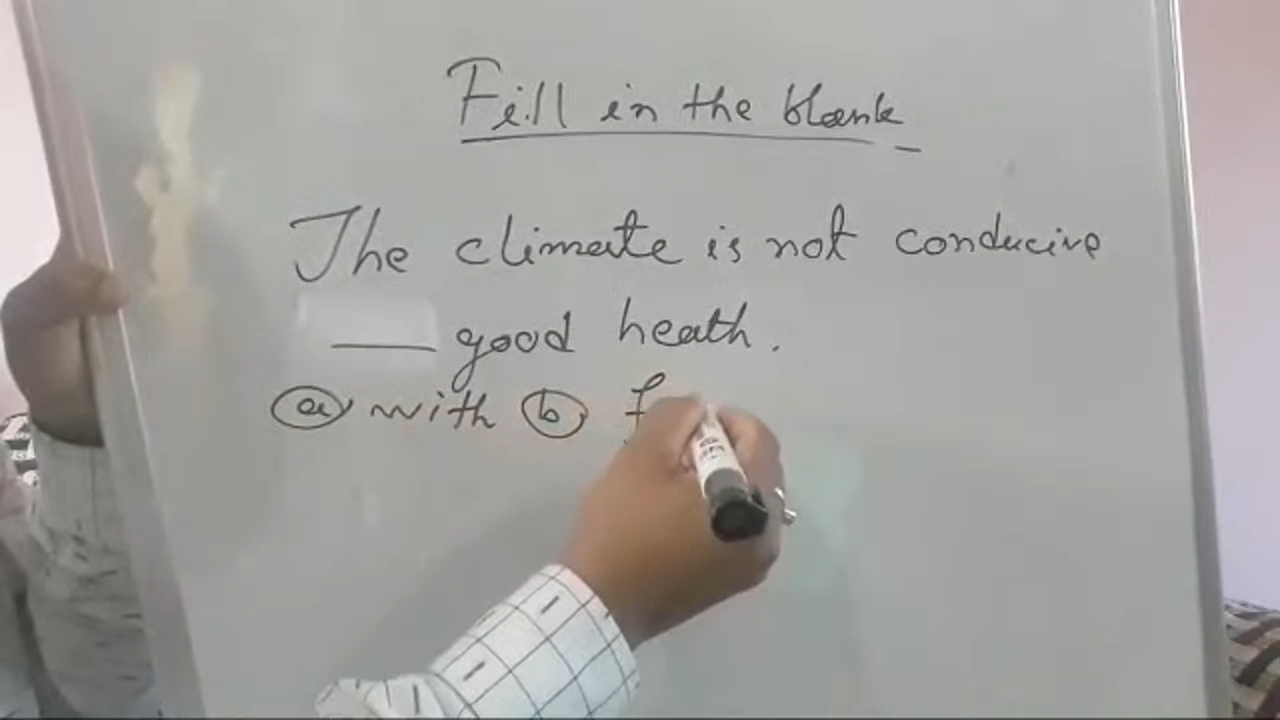 Fill in the blank
The climate is not conducive
___ good heath.
(a) with (b) f